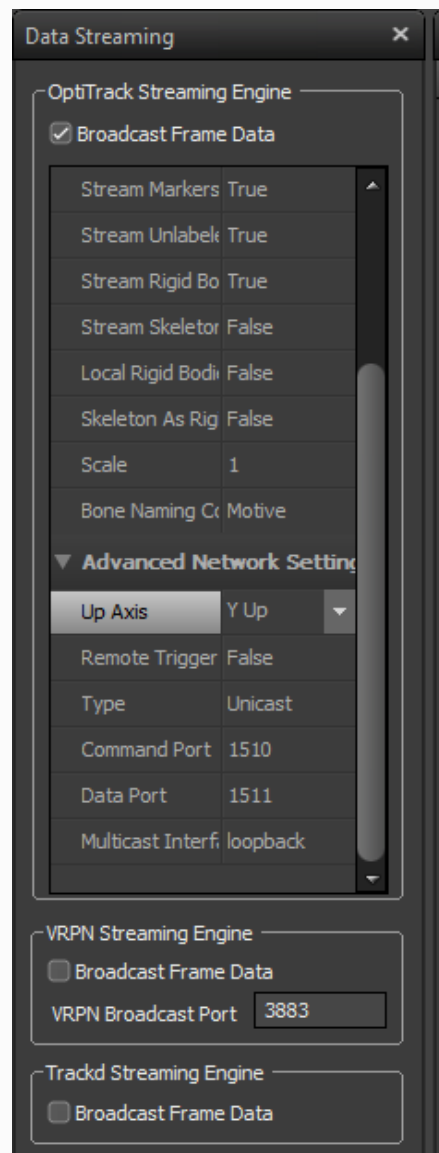 Data Streaming
OptiTrack Streaming Engine
Broadcast Frame Data
Stream Markers True
Stream Unlabele True
Stream Rigid Bo True
Stream Skeleton False
Local Rigid Bodi False
Skeleton As Rig False
Scale 1
Bone Naming Co Motive
Advanced Network Setting
Up Axis Y Up
Remote Trigger False
Type Unicast
Command Port 1510
Data Port 1511
Multicast Interfa loopback
VRPN Streaming Engine
Broadcast Frame Data
VRPN Broadcast Port 3883
Trackd Streaming Engine
Broadcast Frame Data